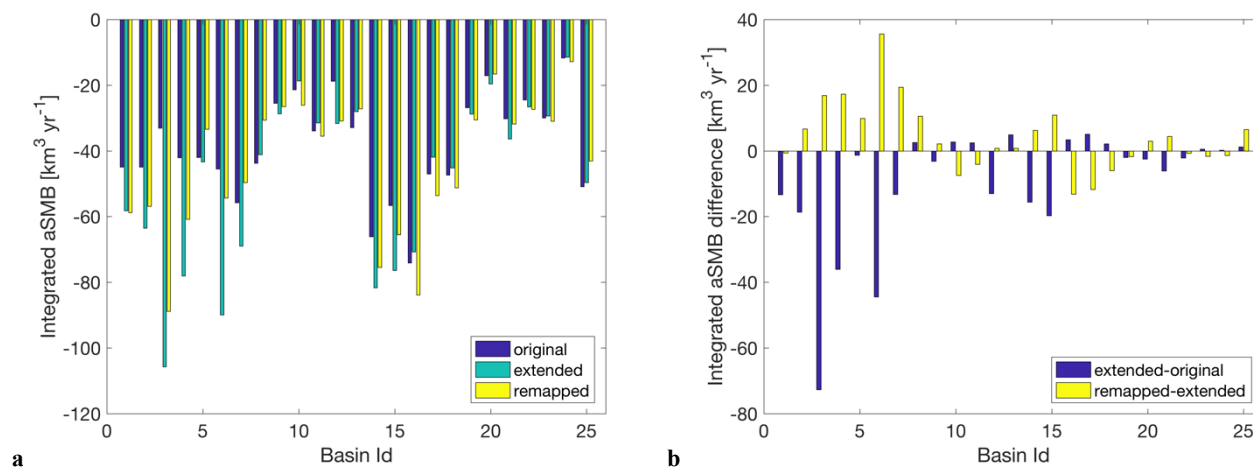 0
-20
-40
-60
-80
-100
-120
Integrated aSMB [km³ yr⁻¹]
original
extended
remapped
0 5 10 15 20 25
Basin Id
a
40
20
0
20
40
-60
-80
Integrated aSMB difference [km³ yr⁻¹]
extended-original
remapped-extended
0 5 10 15 20 25
Basin Id
b